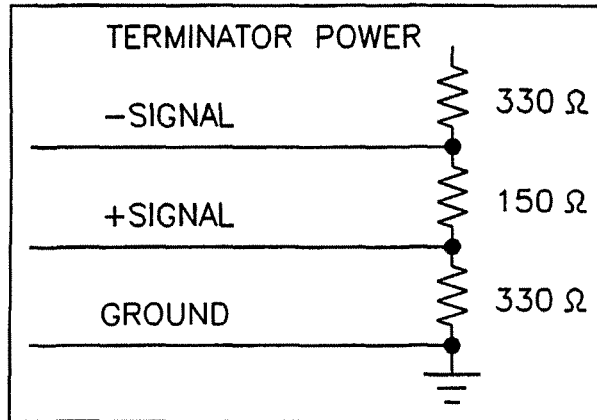 TERMINATOR POWER
330 Ω
−SIGNAL
150 Ω
+SIGNAL
330 Ω
GROUND